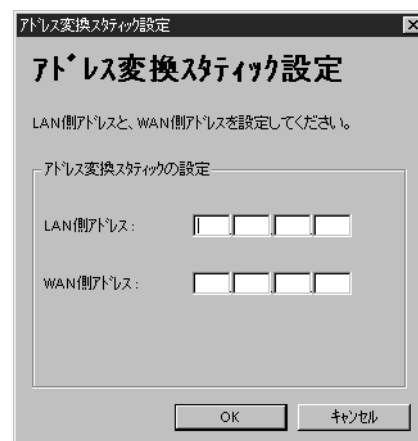 アドレス変換スタティック設定
アドレス変換スタティック設定
LAN側アドレスと、WAN側アドレスを設定してください。
アドレス変換スタティックの設定
LAN側アドレス:
WAN側アドレス:
OK キャンセル